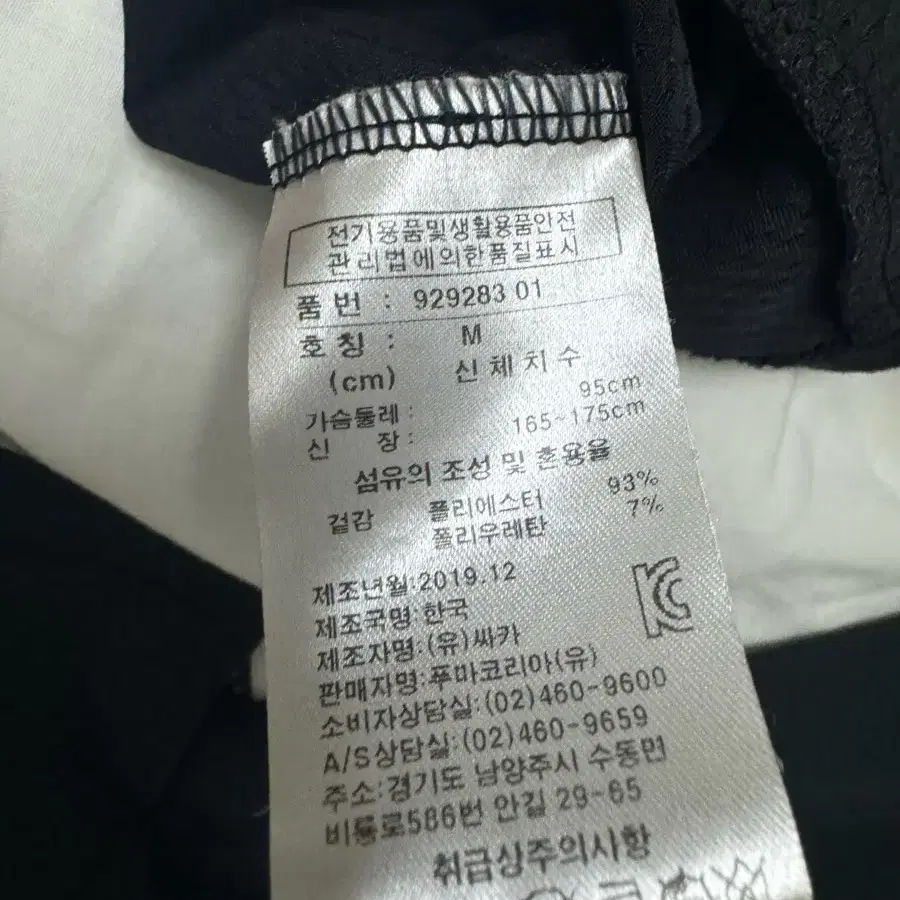 전기용품및생활용품안전
관리법에의한품질표시
품 번 : 929283 01
호 칭 : M
(cm) 신체치수
가슴둘레 : 95cm
신 장 : 165~175cm
섬유의 조성 및 혼용율
겉감 폴리에스터 93%
폴리우레탄 7%
제조년월:2019.12
제조국명:한국
제조자명:(유)싸카
판매자명:푸마코리아(유)
소비자상담실:(02)460-9600
A/S상담실:(02)460-9659
주소:경기도 남양주시 수동면
비룡로586번 안길 29-65
취급상주의사항